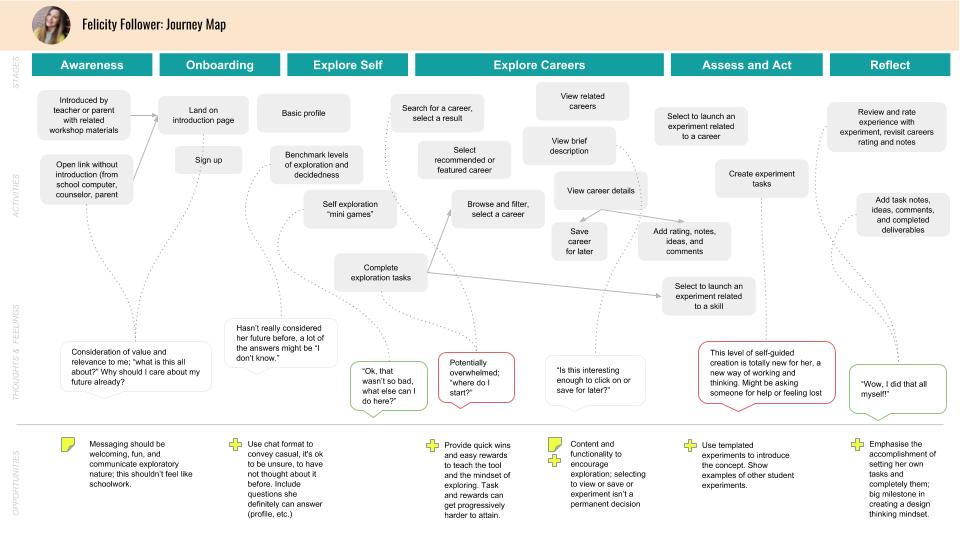 Felicity Follower: Journey Map
STAGES
Awareness
Onboarding
Explore Self
Explore Careers
Assess and Act
Reflect
ACTIVITIES
Introduced by
teacher or parent
with related
workshop materials
Open link without
introduction (from
school computer,
counselor, parent
Land on
introduction page
Sign up
Basic profile
Benchmark levels
of exploration and
decidedness
Self exploration
“mini games”
Complete
exploration tasks
Search for a career,
select a result
Select
recommended or
featured career
Browse and filter,
select a career
View related
careers
View brief
description
View career details
Save
career
for later
Add rating, notes,
ideas, and
comments
Select to launch an
experiment related
to a career
Create experiment
tasks
Select to launch an
experiment related
to a skill
Review and rate
experience with
experiment, revisit careers
rating and notes
Add task notes,
ideas, comments,
and completed
deliverables
THOUGHTS & FEELINGS
Consideration of value and
relevance to me; “what is this all
about?” Why should I care about my
future already?
Hasn’t really considered
her future before, a lot of
the answers might be “I
don’t know.”
“Ok, that
wasn’t so bad,
what else can I
do here?”
Potentially
overwhelmed;
“where do I
start?”
“Is this interesting
enough to click on or
save for later?”
This level of self-guided
creation is totally new for her, a
new way of working and
thinking. Might be asking
someone for help or feeling lost
“Wow, I did that all
myself!”
OPPORTUNITIES
Messaging should be
welcoming, fun, and
communicate exploratory
nature; this shouldn’t feel like
schoolwork.
Use chat format to
convey casual, it's ok
to be unsure, to have
not thought about it
before. Include
questions she
definitely can answer
(profile, etc.)
Provide quick wins
and easy rewards
to teach the tool
and the mindset of
exploring. Task
and rewards can
get progressively
harder to attain.
Content and
functionality to
encourage
exploration; selecting
to view or save or
experiment isn’t a
permanent decision
Use templated
experiments to introduce
the concept. Show
examples of other student
experiments.
Emphasise the
accomplishment of
setting her own
tasks and
completely them;
big milestone in
creating a design
thinking mindset.